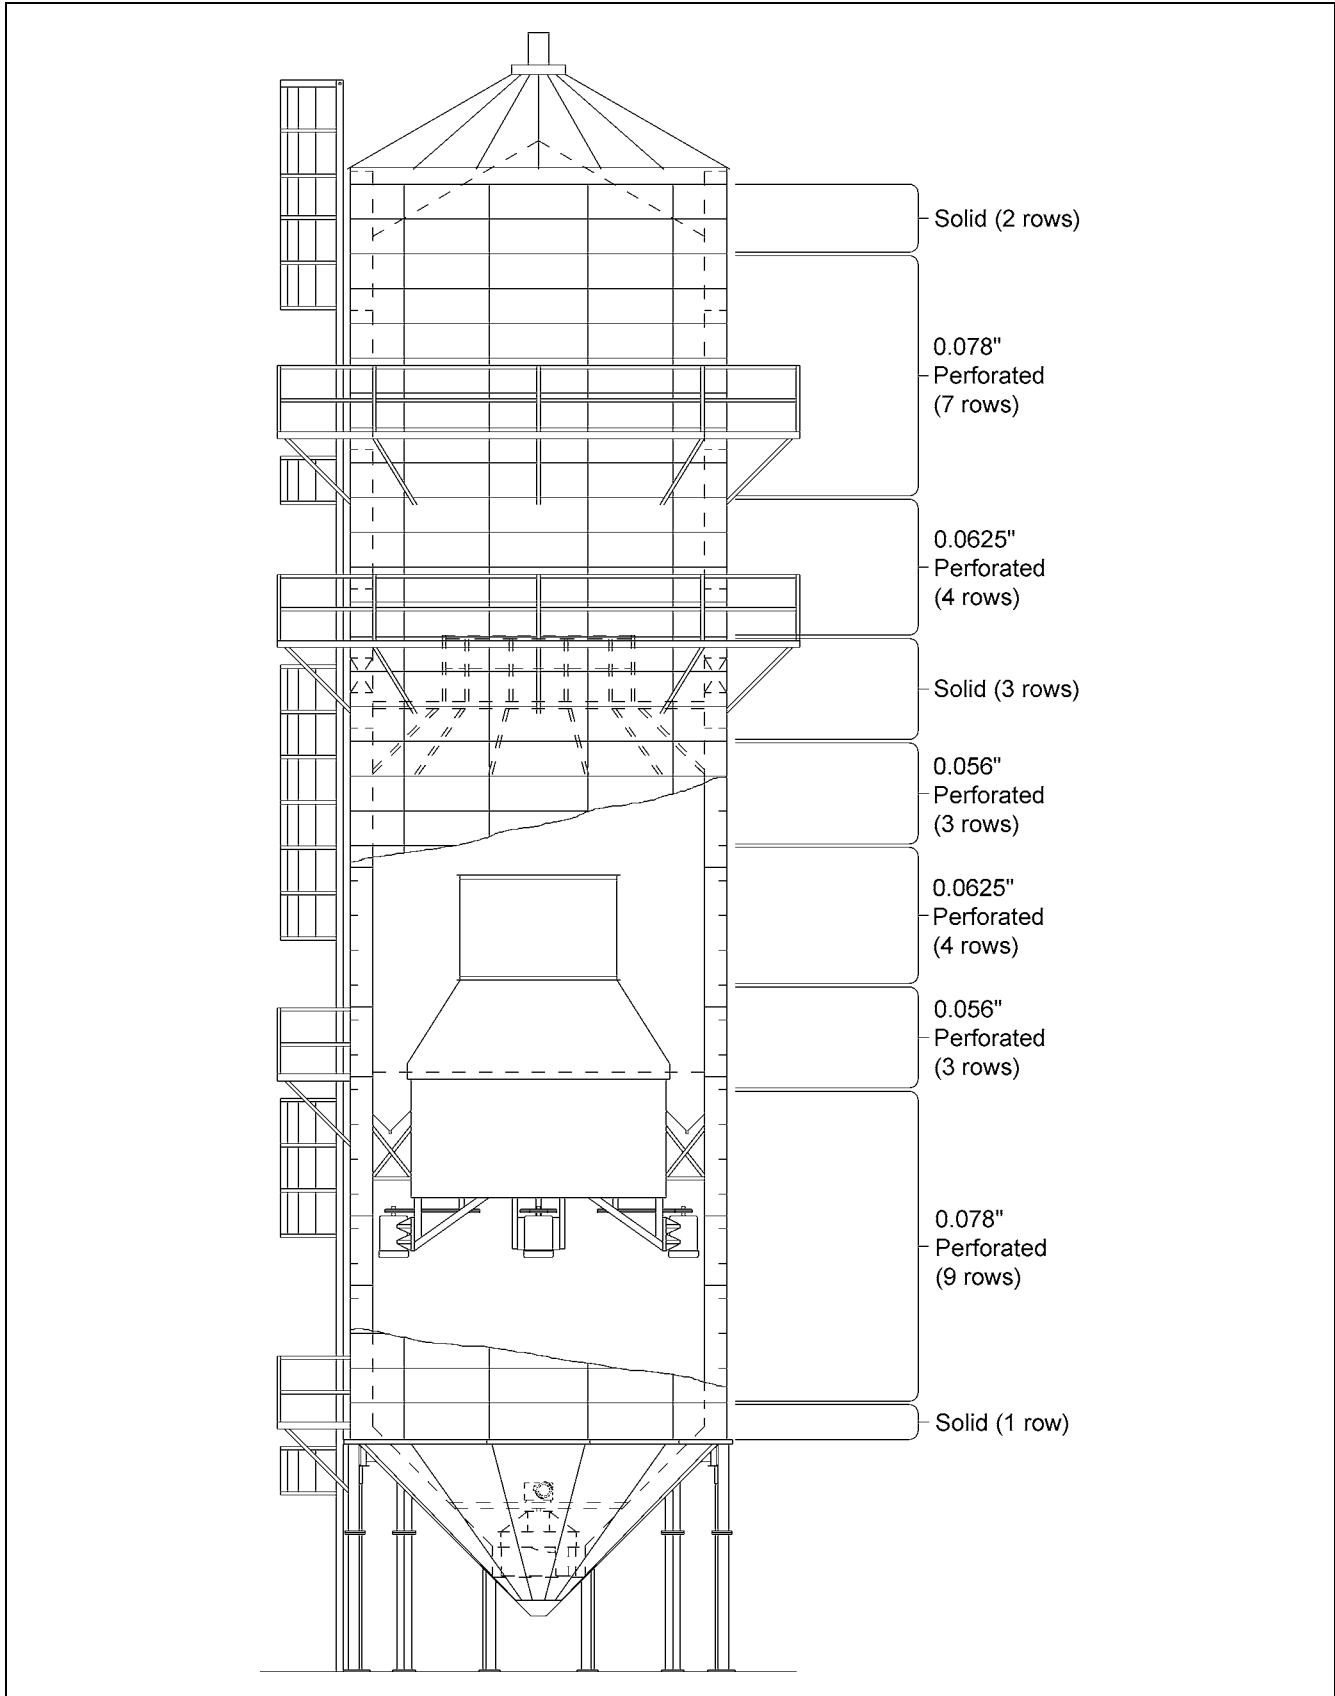 Solid (2 rows)
0.078"
Perforated
(7 rows)
0.0625"
Perforated
(4 rows)
Solid (3 rows)
0.056"
Perforated
(3 rows)
0.0625"
Perforated
(4 rows)
0.056"
Perforated
(3 rows)
0.078"
Perforated
(9 rows)
Solid (1 row)